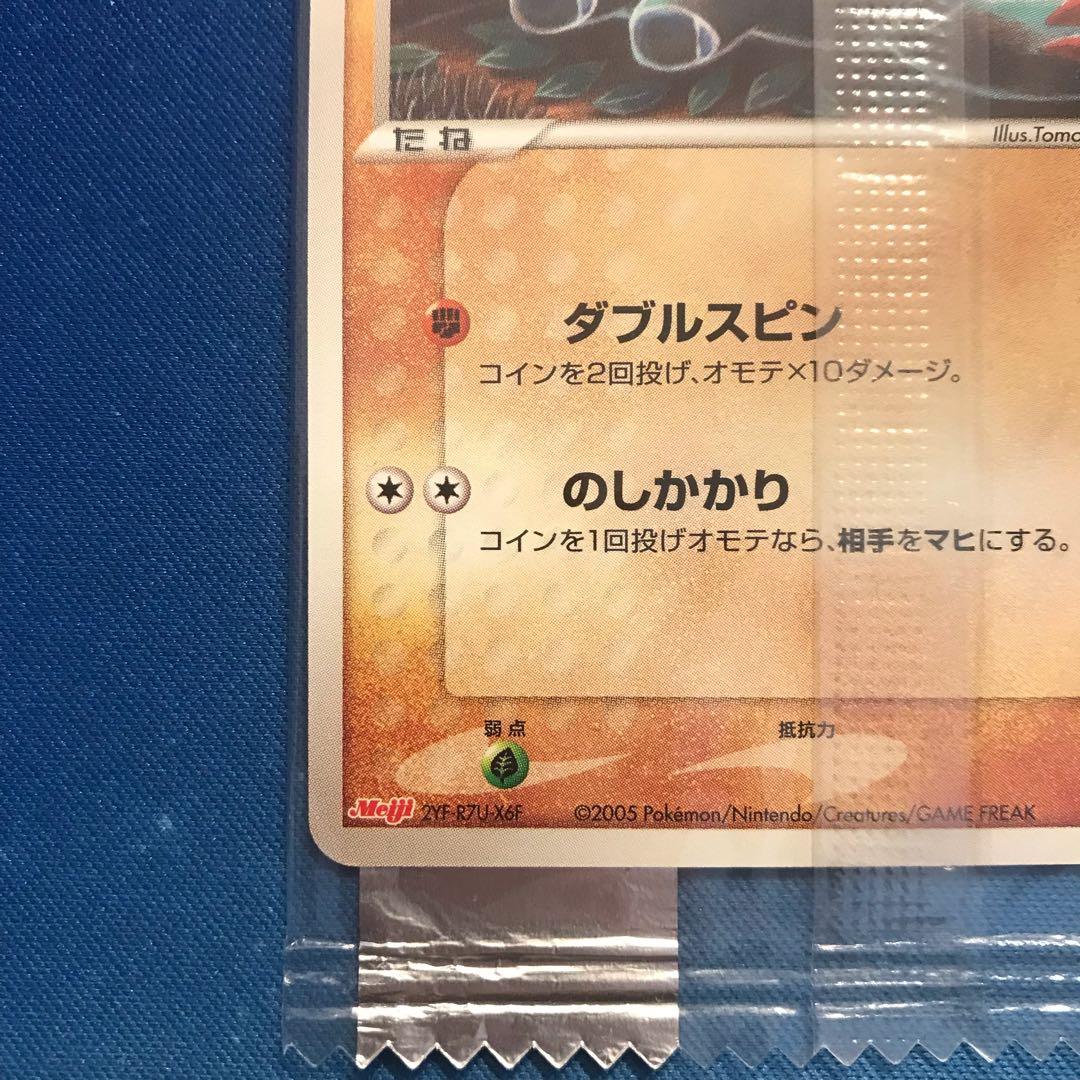 たね
Illus.Tomo
ダブルスピン
コインを2回投げ、オモテ×10ダメージ。
のしかかり
コインを1回投げオモテなら、相手をマヒにする。
弱点
抵抗力
Meiji 2YF-R7U-X6F ©2005 Pokémon/Nintendo/Creatures/GAME FREAK